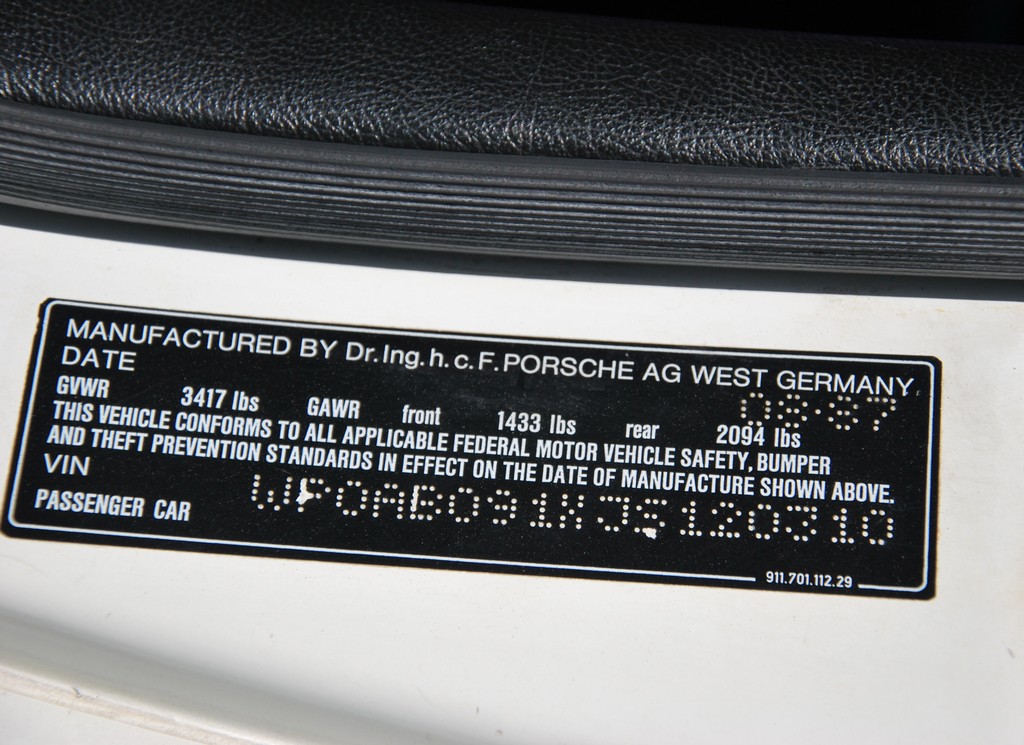 MANUFACTURED BY Dr.Ing.h.c.F.PORSCHE AG WEST GERMANY
DATE 09·87
GVWR 3417 lbs GAWR front 1433 lbs rear 2094 lbs
THIS VEHICLE CONFORMS TO ALL APPLICABLE FEDERAL MOTOR VEHICLE SAFETY, BUMPER
AND THEFT PREVENTION STANDARDS IN EFFECT ON THE DATE OF MANUFACTURE SHOWN ABOVE.
VIN WP0AB091XJS120310
PASSENGER CAR
911.701.112.29